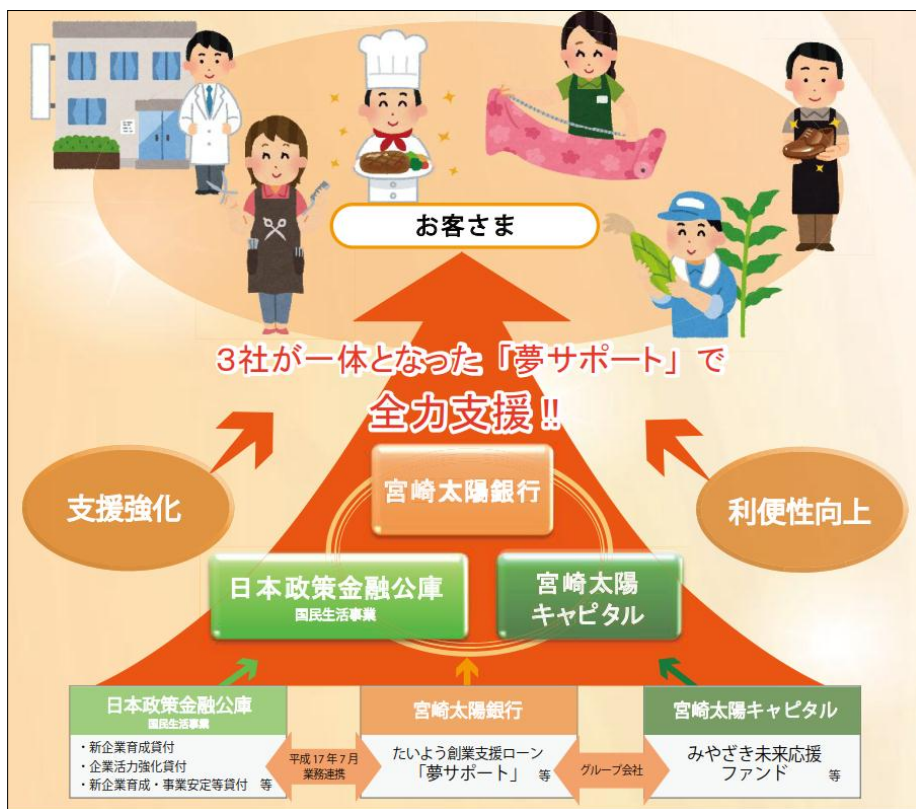 お客さま
3社が一体となった「夢サポート」で
全力支援!!
支援強化
利便性向上
宮崎太陽銀行
日本政策金融公庫
国民生活事業
宮崎太陽
キャピタル
日本政策金融公庫
国民生活事業
・新企業育成貸付
・企業活力強化貸付
・新企業育成・事業安定等貸付 等
平成17年7月
業務連携
宮崎太陽銀行
たいよう創業支援ローン
「夢サポート」 等
グループ会社
宮崎太陽キャピタル
みやざき未来応援
ファンド 等